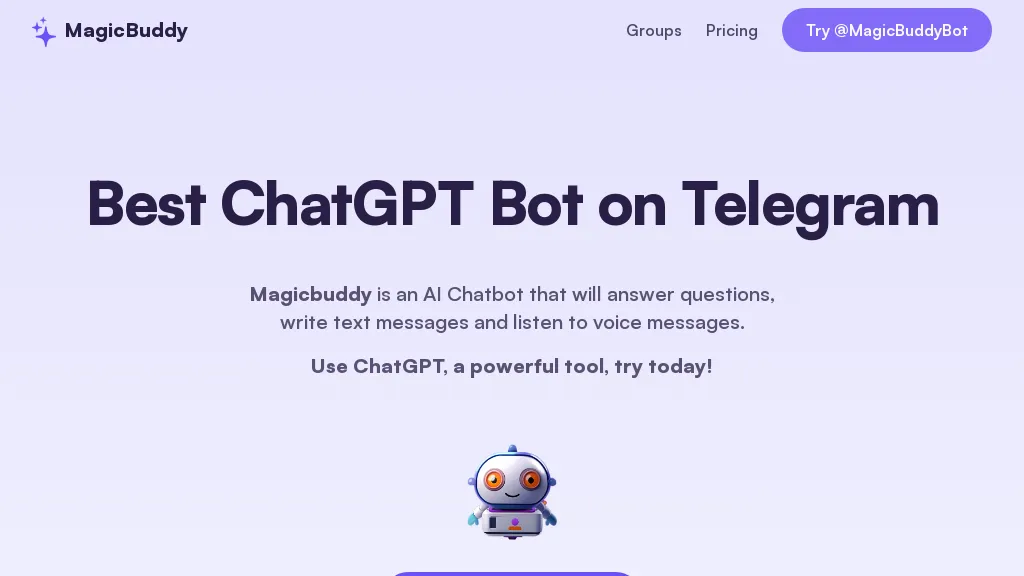 MagicBuddy
Groups
Pricing
Try @MagicBuddyBot
Best ChatGPT Bot on Telegram
Magicbuddy is an AI Chatbot that will answer questions,
write text messages and listen to voice messages.
Use ChatGPT, a powerful tool, try today!